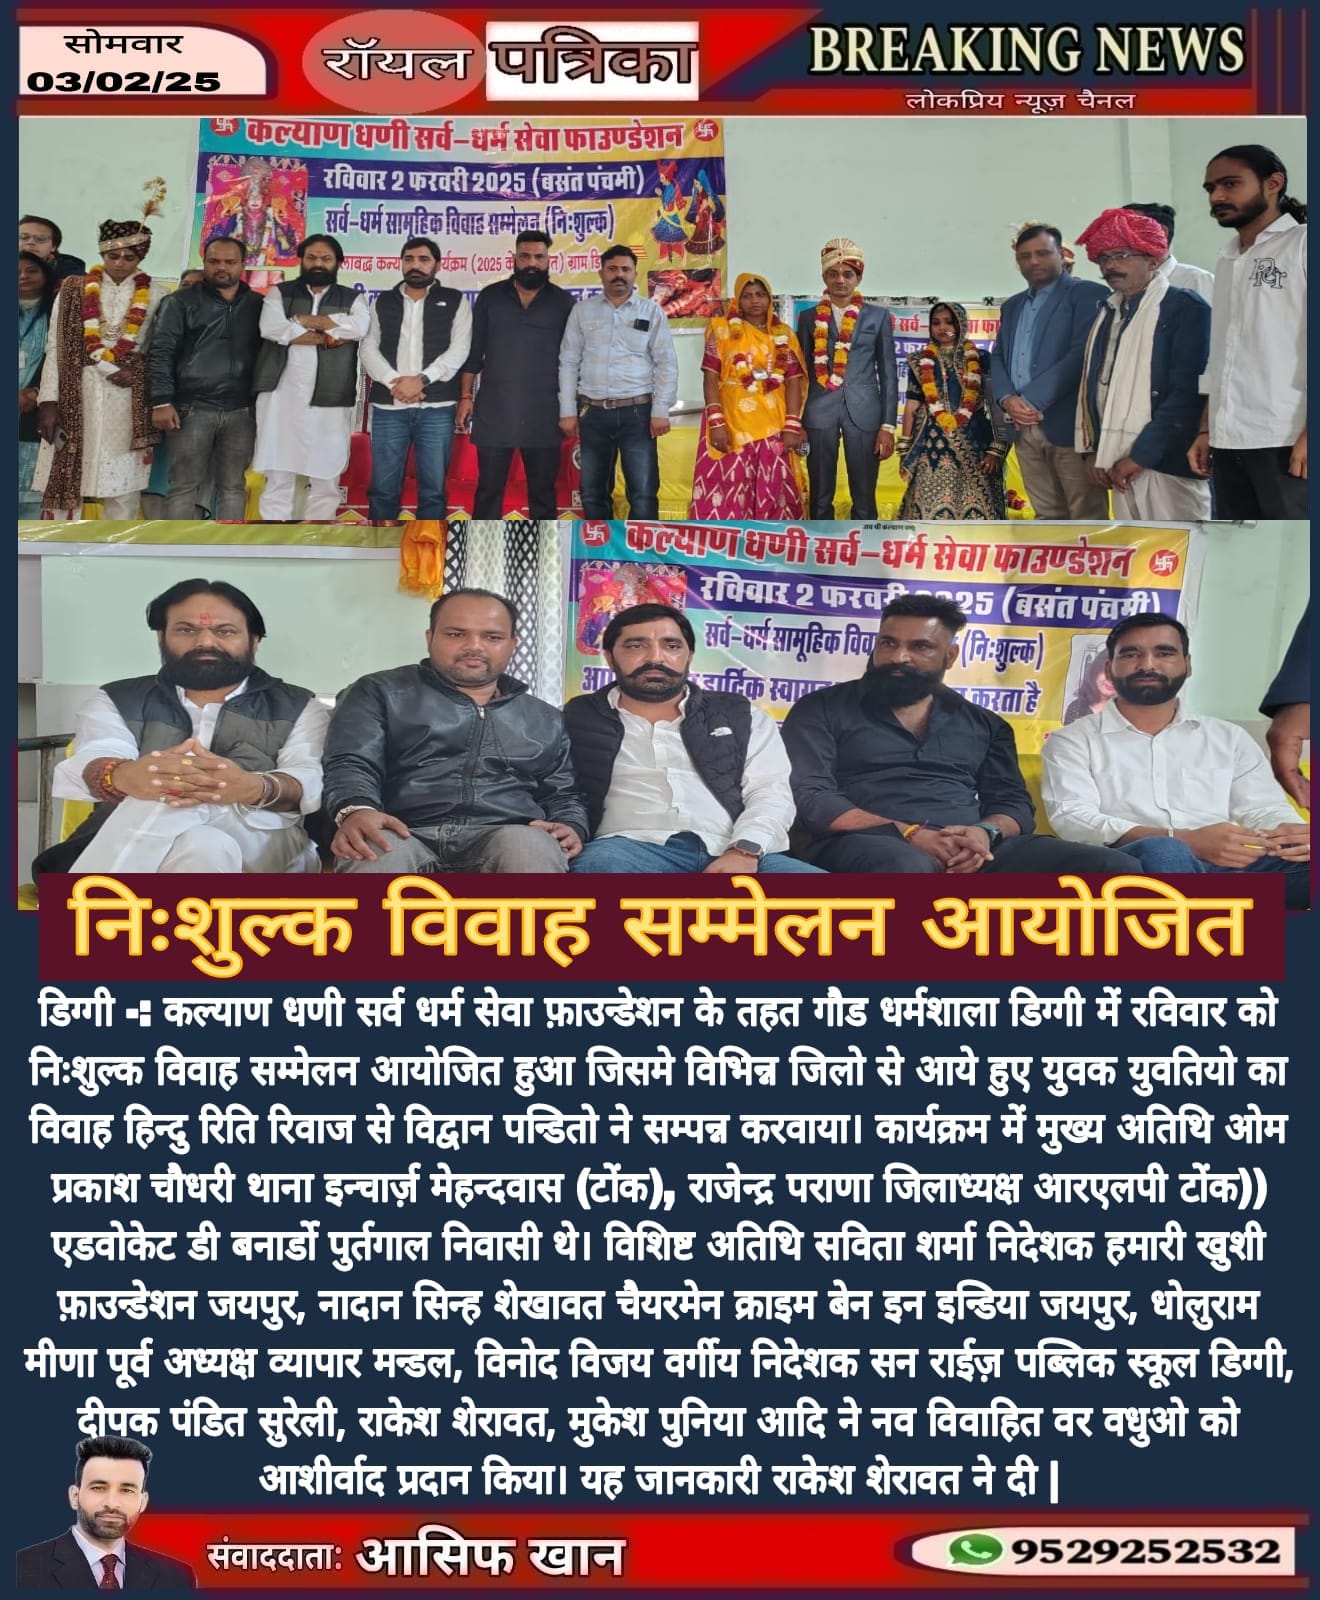 सोमवार
03/02/25
रॉयल पत्रिका
BREAKING NEWS
लोकप्रिय न्यूज़ चैनल
कल्याण धणी सर्व-धर्म सेवा फाउण्डेशन
रविवार 2 फरवरी 2025 (बसंत पंचमी)
सर्व-धर्म सामूहिक विवाह सम्मेलन (नि:शुल्क)
कल्याण धणी सर्व-धर्म सेवा फाउण्डेशन
रविवार 2 फरवरी 2025 (बसंत पंचमी)
सर्व-धर्म सामूहिक (नि:शुल्क)
हार्दिक करता है
नि:शुल्क विवाह सम्मेलन आयोजित
डिग्गी -: कल्याण धणी सर्व धर्म सेवा फ़ाउन्डेशन के तहत गौड धर्मशाला डिग्गी में रविवार को
नि:शुल्क विवाह सम्मेलन आयोजित हुआ जिसमे विभिन्न जिलो से आये हुए युवक युवतियो का
विवाह हिन्दु रिति रिवाज से विद्वान पन्डितो ने सम्पन्न करवाया। कार्यक्रम में मुख्य अतिथि ओम
प्रकाश चौधरी थाना इन्चार्ज़ मेहन्दवास (टोंक), राजेन्द्र पराणा जिलाध्यक्ष आरएलपी टोंक))
एडवोकेट डी बनार्डो पुर्तगाल निवासी थे। विशिष्ट अतिथि सविता शर्मा निदेशक हमारी खुशी
फ़ाउन्डेशन जयपुर, नादान सिन्ह शेखावत चैयरमेन क्राइम बेन इन इन्डिया जयपुर, धोलुराम
मीणा पूर्व अध्यक्ष व्यापार मन्डल, विनोद विजय वर्गीय निदेशक सन राईज़ पब्लिक स्कूल डिग्गी,
दीपक पंडित सुरेली, राकेश शेरावत, मुकेश पुनिया आदि ने नव विवाहित वर वधुओ को
आशीर्वाद प्रदान किया। यह जानकारी राकेश शेरावत ने दी |
संवाददाता: आसिफ खान
9529252532